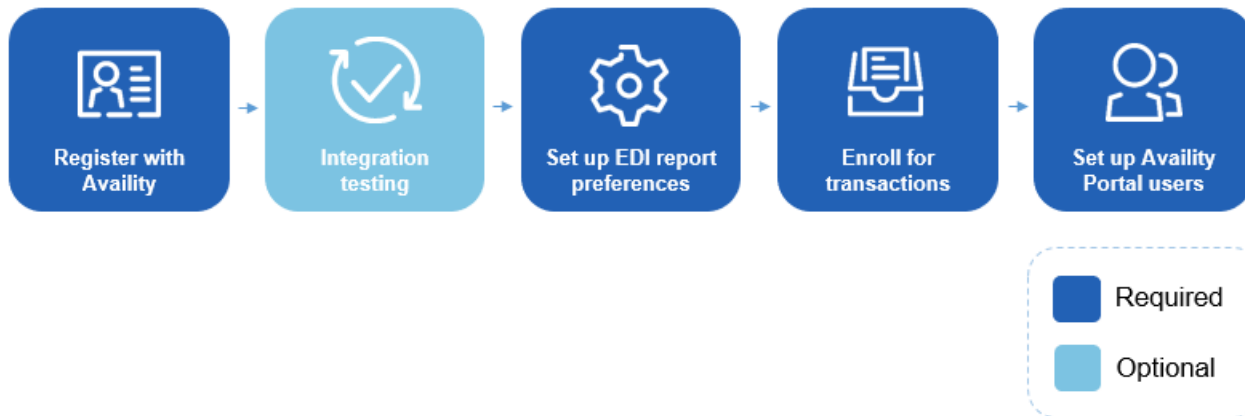 Register with
Availity
Integration
testing
Set up EDI report
preferences
Enroll for
transactions
Set up Availity
Portal users
Required
Optional